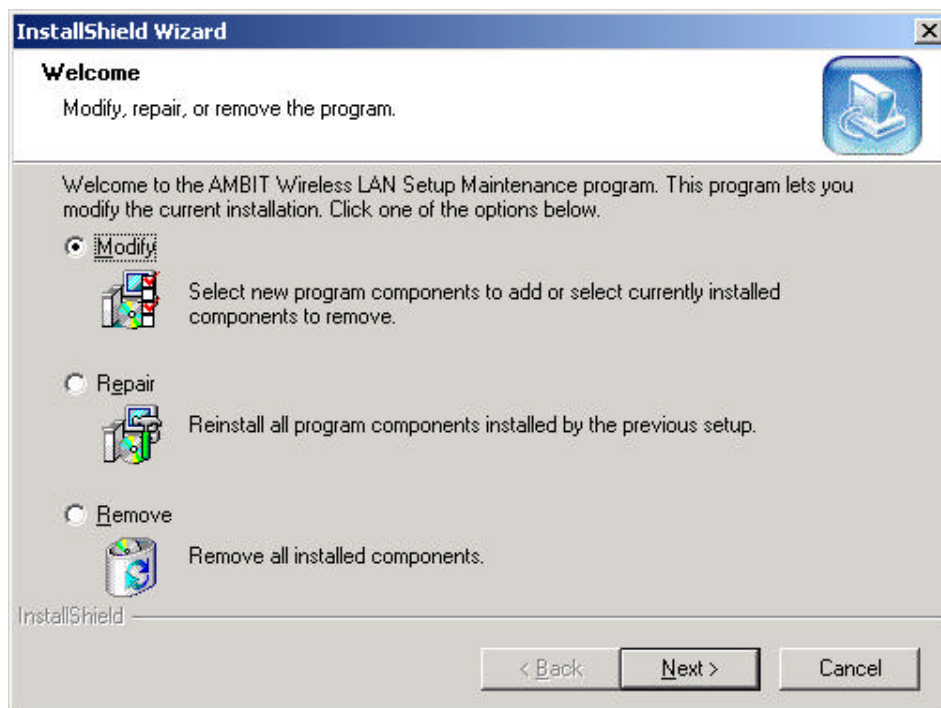 InstallShield Wizard
Welcome
Modify, repair, or remove the program.
Welcome to the AMBIT Wireless LAN Setup Maintenance program. This program lets you
modify the current installation. Click one of the options below.
Modify
Select new program components to add or select currently installed
components to remove.
Repair
Reinstall all program components installed by the previous setup.
Remove
Remove all installed components.
InstallShield
< Back
Next >
Cancel